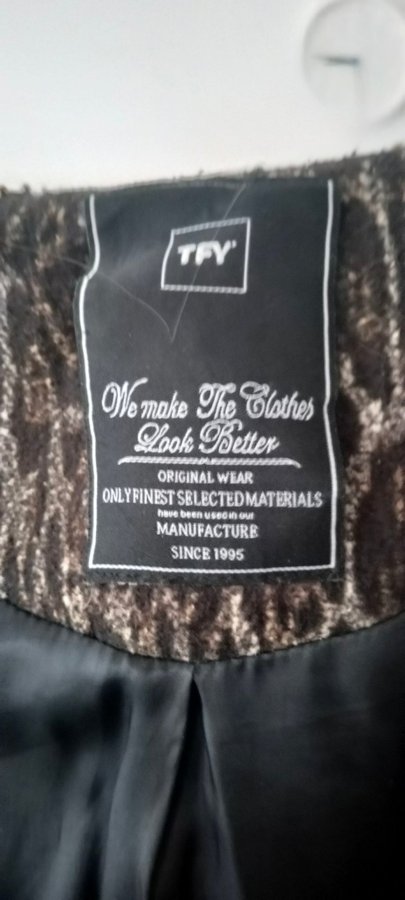 TFY
We make The Clothes
Look Better
ORIGINAL WEAR
ONLY FINEST SELECTED MATERIALS
have been used in our
MANUFACTURE
SINCE 1995